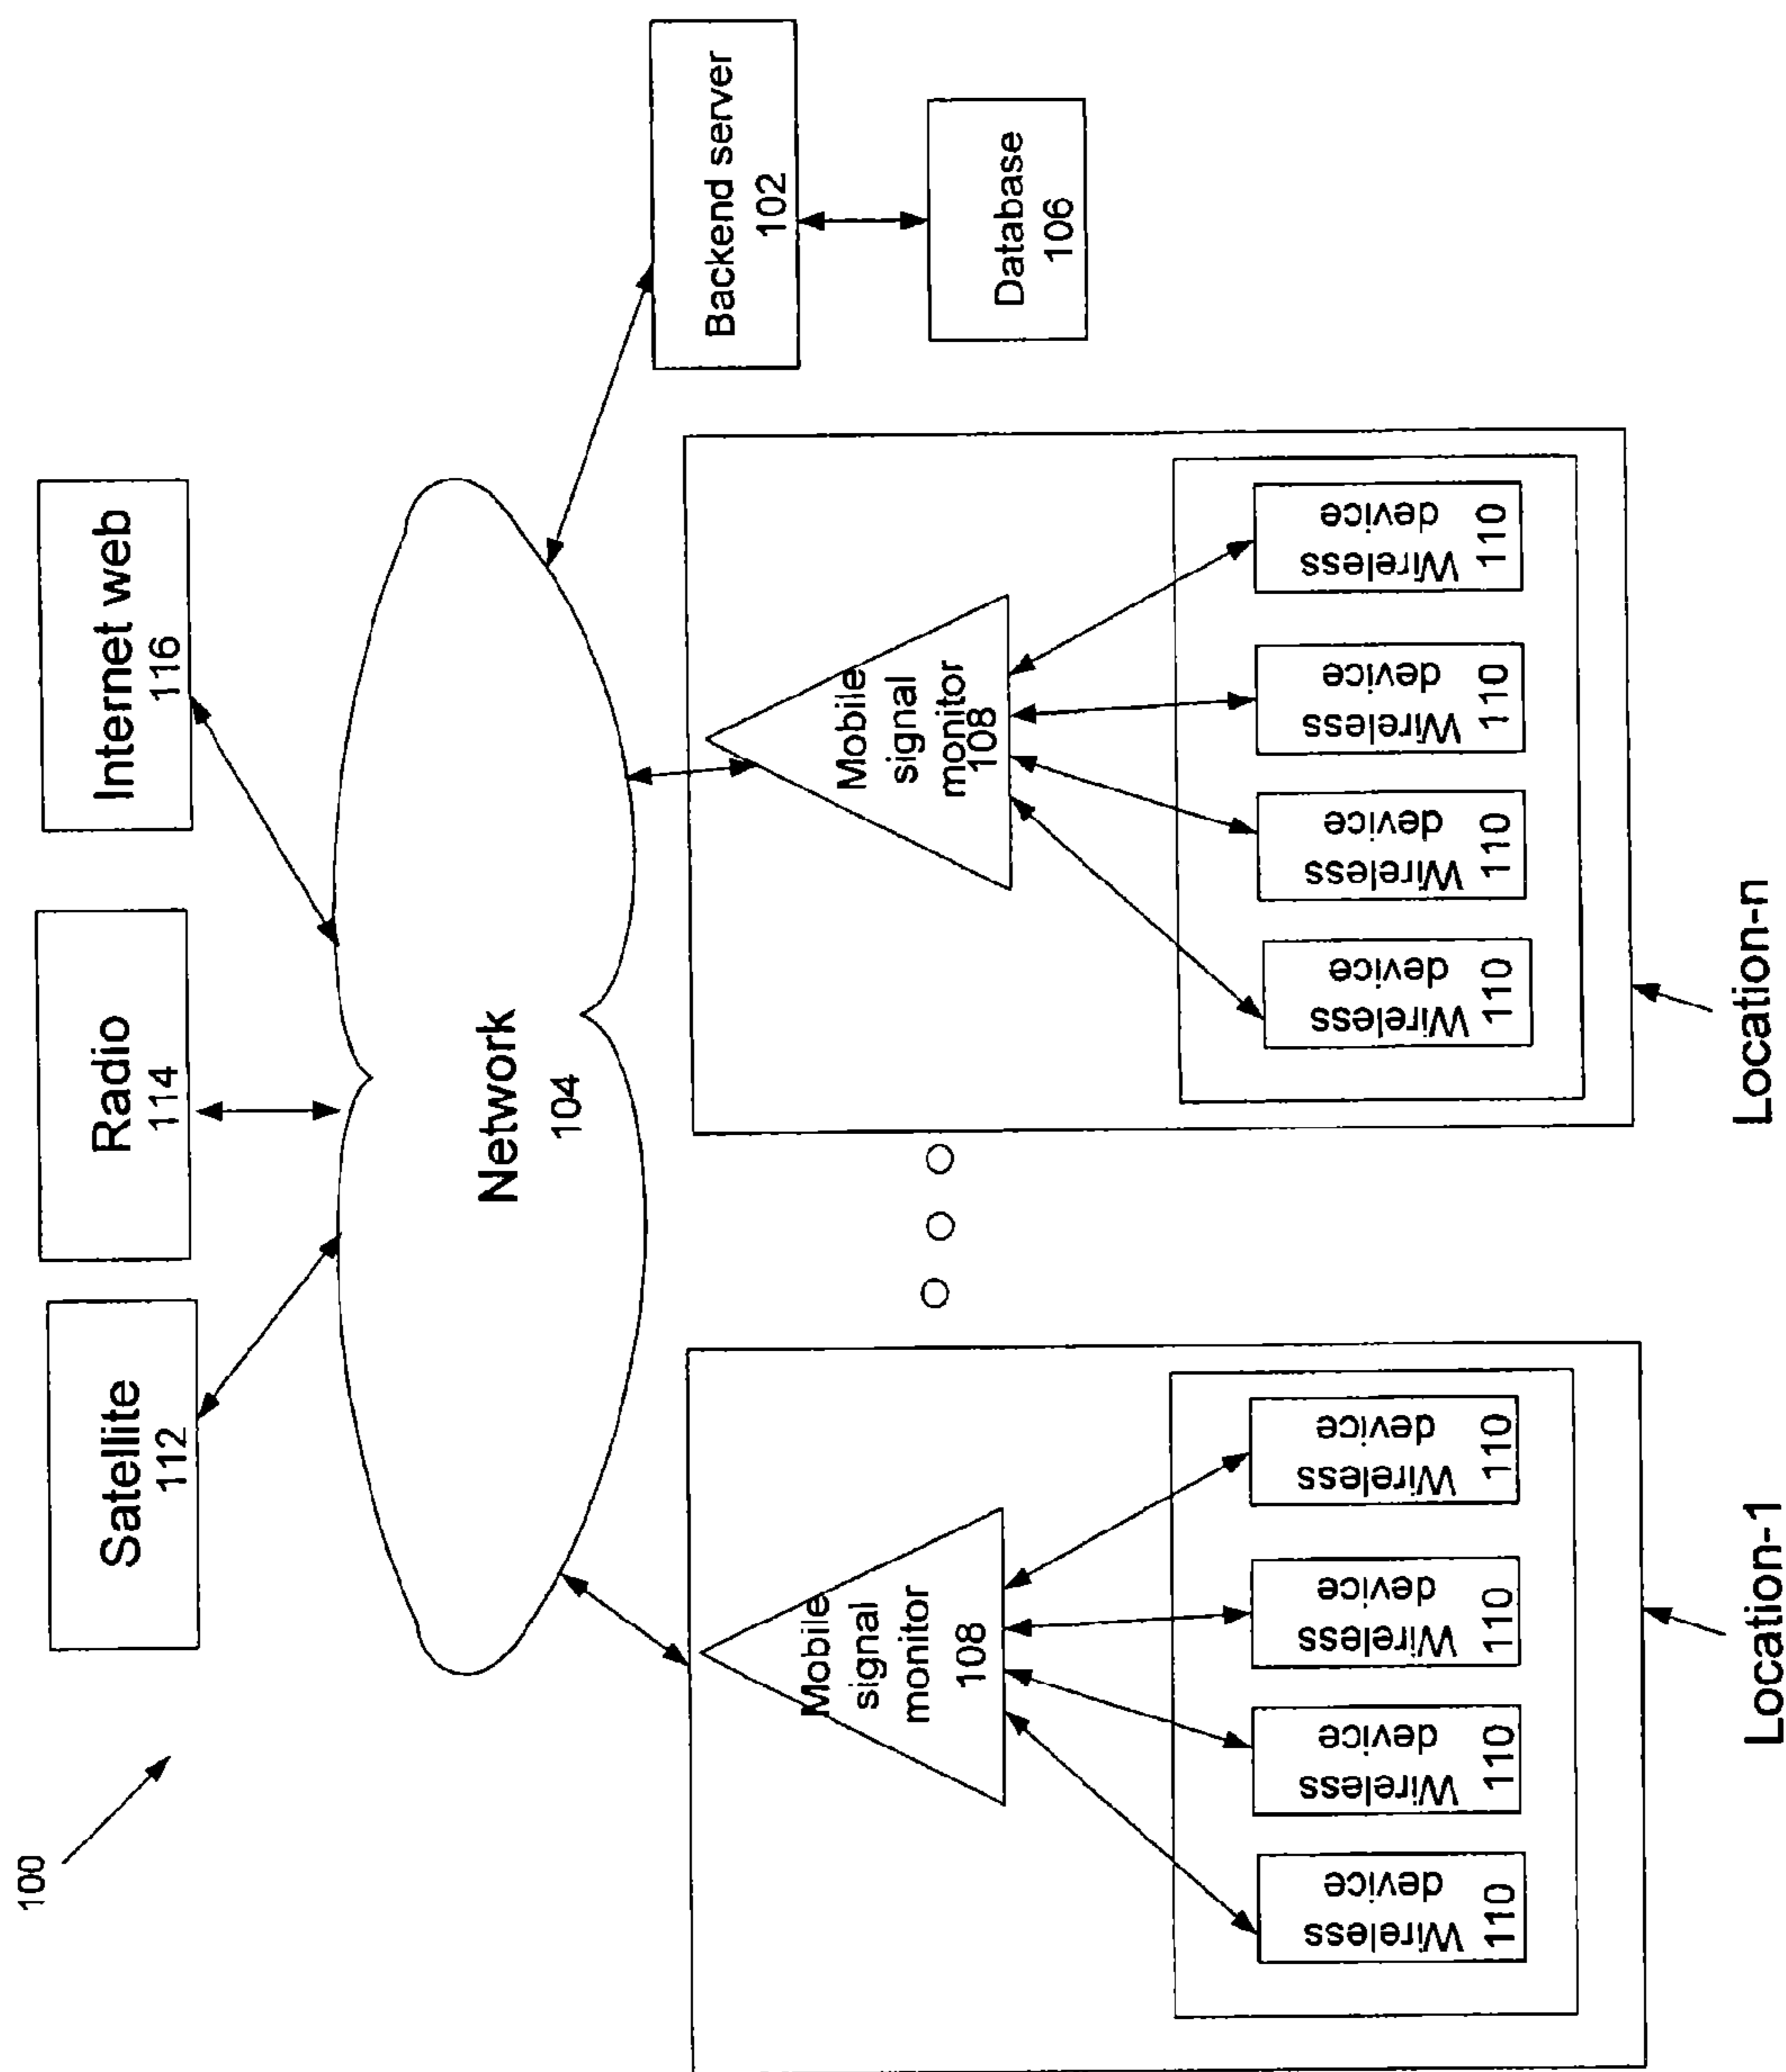 100
Satellite
112
Radio
114
Internet web
116
Network
104
Backend server
102
Database
106
Mobile
signal
monitor
108
Wireless
device
110
Wireless
device
110
Wireless
device
110
Wireless
device
110
Location-1
Mobile
signal
monitor
108
Wireless
device
110
Wireless
device
110
Wireless
device
110
Wireless
device
110
Location-n